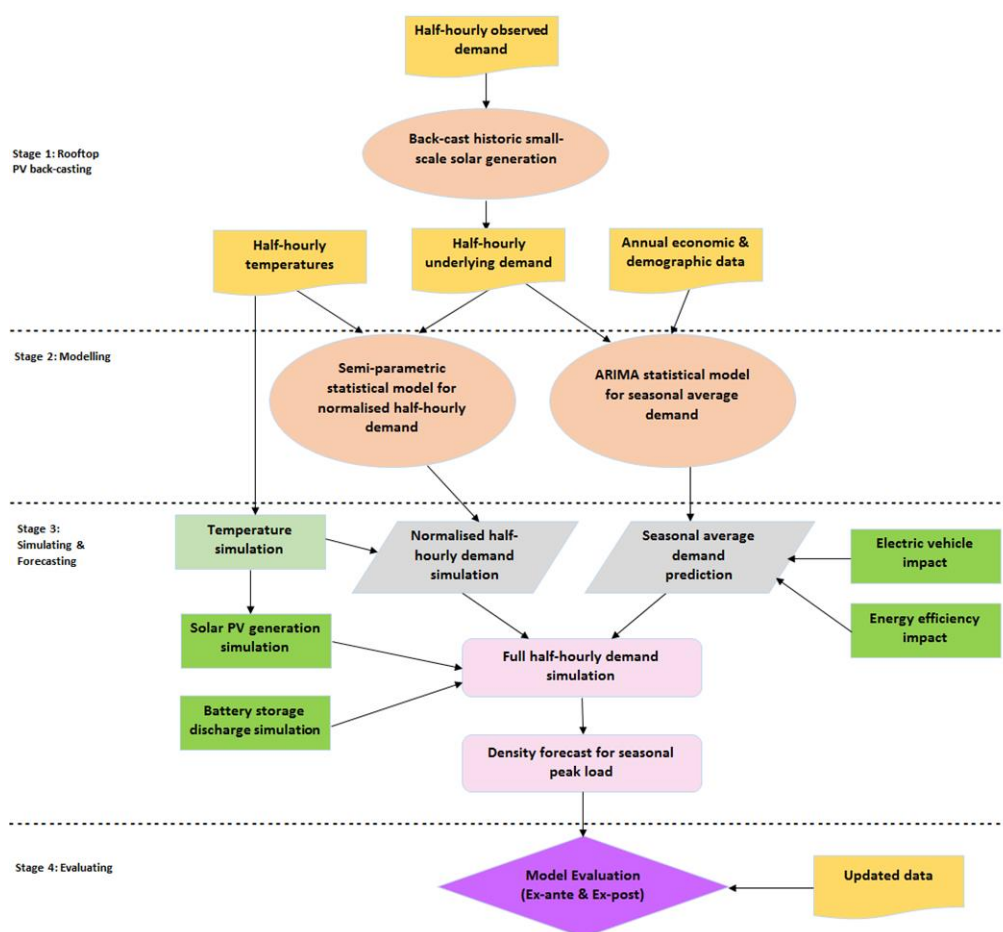 Half-hourly observed
demand
Back-cast historic small-
scale solar generation
Stage 1: Rooftop
PV back-casting
Half-hourly
temperatures
Half-hourly
underlying demand
Annual economic &
demographic data
Stage 2: Modelling
Semi-parametric
statistical model for
normalised half-hourly
demand
ARIMA statistical model
for seasonal average
demand
Stage 3:
Simulating &
Forecasting
Temperature
simulation
Normalised half-
hourly demand
simulation
Seasonal average
demand
prediction
Electric vehicle
impact
Energy efficiency
impact
Solar PV generation
simulation
Full half-hourly demand
simulation
Battery storage
discharge simulation
Density forecast for seasonal
peak load
Stage 4: Evaluating
Model Evaluation
(Ex-ante & Ex-post)
Updated data